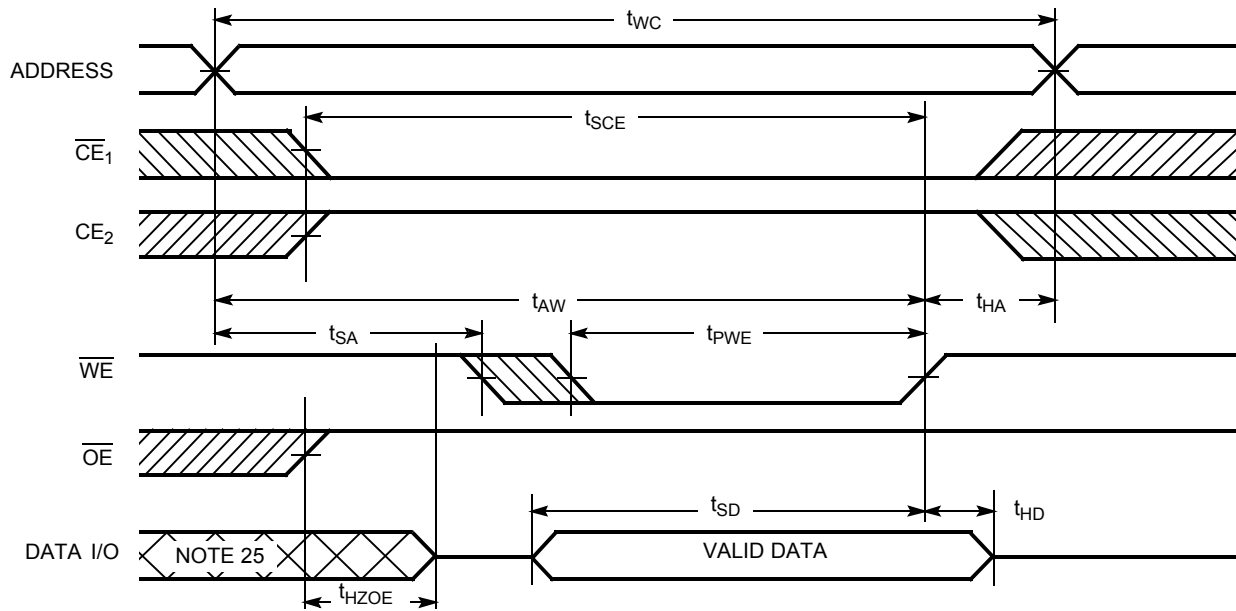 tWC
ADDRESS
tSCE
CE1
CE2
tAW
tHA
tSA
tPWE
WE
OE
tSD
tHD
DATA I/O
NOTE 25
VALID DATA
tHZOE